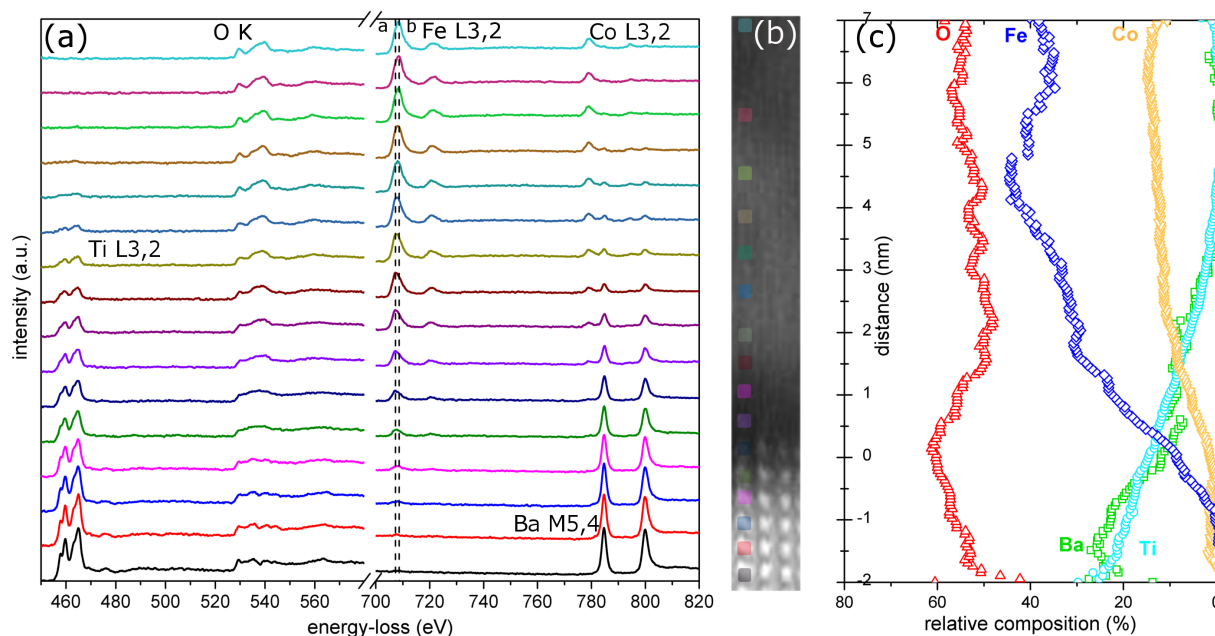 (a)
O K
a
b
Fe L3,2
Co L3,2
Ti L3,2
Ba M5,4
intensity (a.u.)
460 480 500 520 540 560 700 720 740 760 780 800 820
energy-loss (eV)
(b)
(c)
O
Fe
Co
Ba
Ti
7
6
5
4
3
2
1
0
-1
-2
distance (nm)
80 60 40 20 0
relative composition (%)